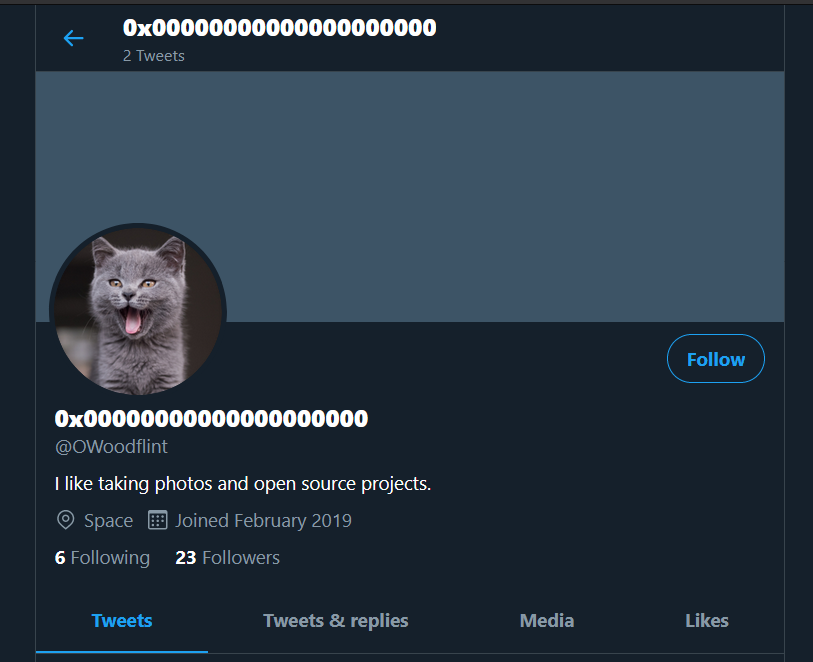 0x00000000000000000000
2 Tweets
Follow
0x00000000000000000000
@OWoodflint
I like taking photos and open source projects.
Space Joined February 2019
6 Following 23 Followers
Tweets Tweets & replies Media Likes